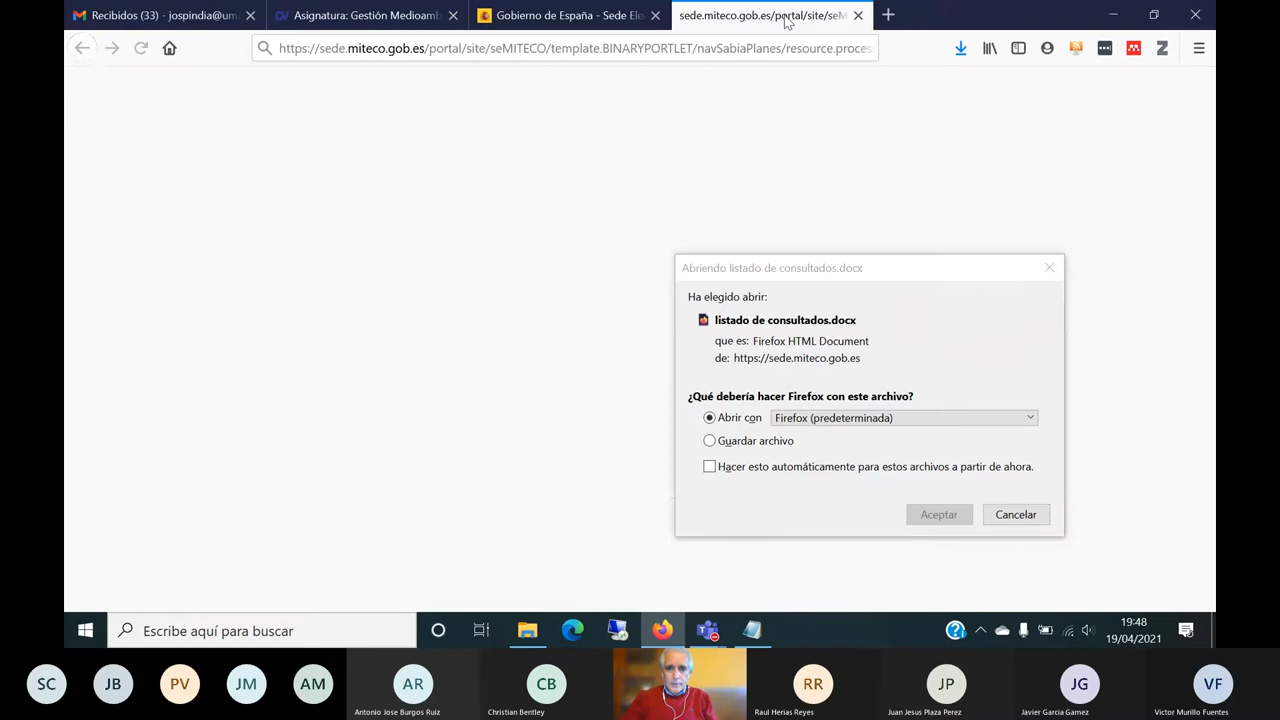 Recibidos (33) - jospindia@um
Asignatura: Gestión Medioamb
Gobierno de España - Sede Ele
sede.miteco.gob.es/portal/site/seM
https://sede.miteco.gob.es/portal/site/seMITECO/template.BINARYPORTLET/navSabiaPlanes/resource.proces
Abriendo listado de consultados.docx
Ha elegido abrir:
listado de consultados.docx
que es: Firefox HTML Document
de: https://sede.miteco.gob.es
¿Qué debería hacer Firefox con este archivo?
Abrir con Firefox (predeterminada)
Guardar archivo
Hacer esto automáticamente para estos archivos a partir de ahora.
Aceptar Cancelar
Escribe aquí para buscar
19:48
19/04/2021
SC JB PV JM AM AR CB RR JP JG VF
Antonio Jose Burgos Ruiz Christian Bentley Raul Herias Reyes Juan Jesus Plaza Perez Javier Garcia Gamez Victor Murillo Fuentes